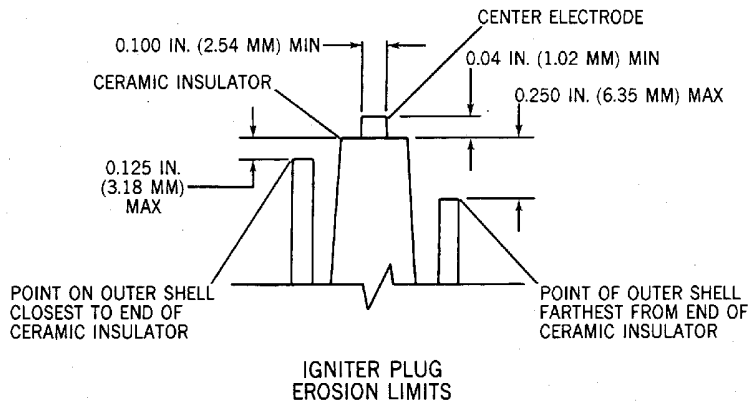 CENTER ELECTRODE
0.100 IN. (2.54 MM) MIN
0.04 IN. (1.02 MM) MIN
CERAMIC INSULATOR
0.250 IN. (6.35 MM) MAX
0.125 IN.
(3.18 MM)
MAX
POINT ON OUTER SHELL
CLOSEST TO END OF
CERAMIC INSULATOR
POINT OF OUTER SHELL
FARTHEST FROM END OF
CERAMIC INSULATOR
IGNITER PLUG
EROSION LIMITS